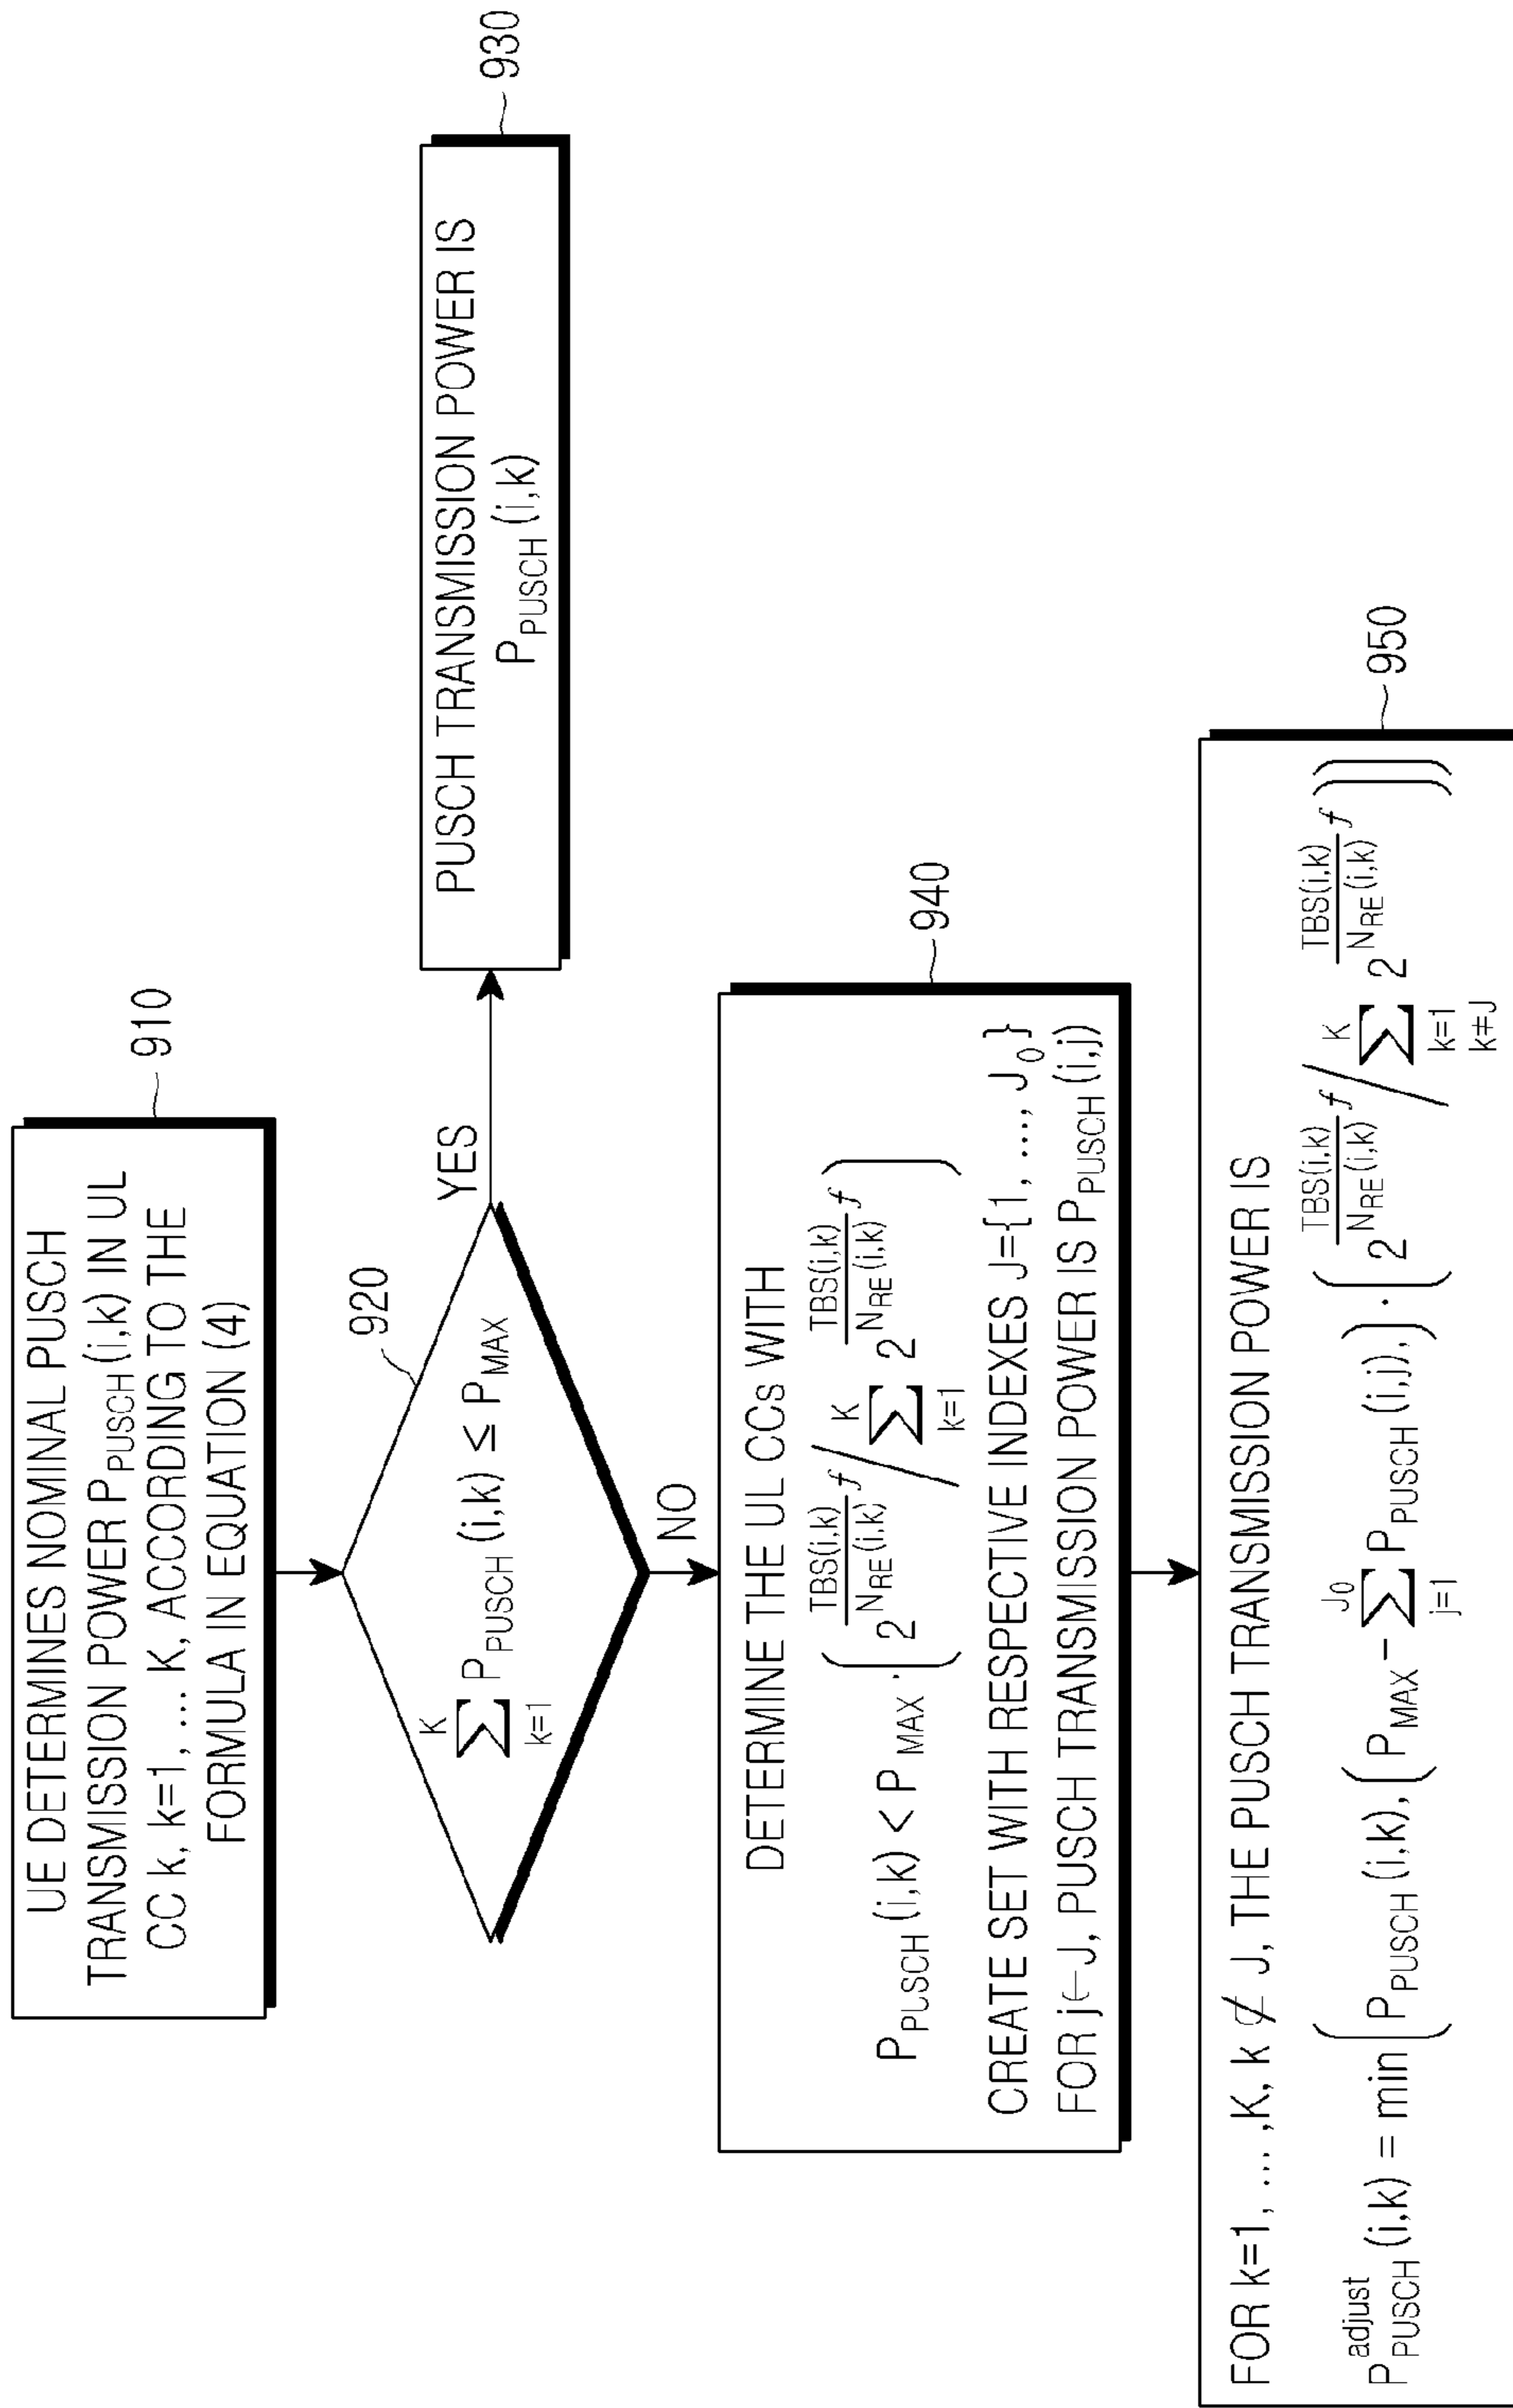 UE DETERMINES NOMINAL PUSCH
TRANSMISSION POWER P_PUSCH (i,k) IN UL
CC k, k=1, ... K, ACCORDING TO THE
FORMULA IN EQUATION (4)
910
920
K
∑ P_PUSCH (i,k) ≤ P_MAX
k=1
YES
PUSCH TRANSMISSION POWER IS
P_PUSCH (i,k)
930
NO
DETERMINE THE UL CCs WITH
P_PUSCH (i,k) < P_MAX · ( 2^(TBS(i,k)/N_RE(i,k) f) / ∑_{k=1}^{K} 2^(TBS(i,k)/N_RE(i,k) f) )
CREATE SET WITH RESPECTIVE INDEXES J={1, ..., J_0}
FOR j∈J, PUSCH TRANSMISSION POWER IS P_PUSCH (i,j)
940
FOR k=1, ... ,K, k ∉ J, THE PUSCH TRANSMISSION POWER IS
P_PUSCH^adjust (i,k) = min ( P_PUSCH (i,k), ( P_MAX − ∑_{j=1}^{J_0} P_PUSCH (i,j), ) · ( 2^(TBS(i,k)/N_RE(i,k) f) / ∑_{k=1, k≠J}^{K} 2^(TBS(i,k)/N_RE(i,k) f) ) )
950